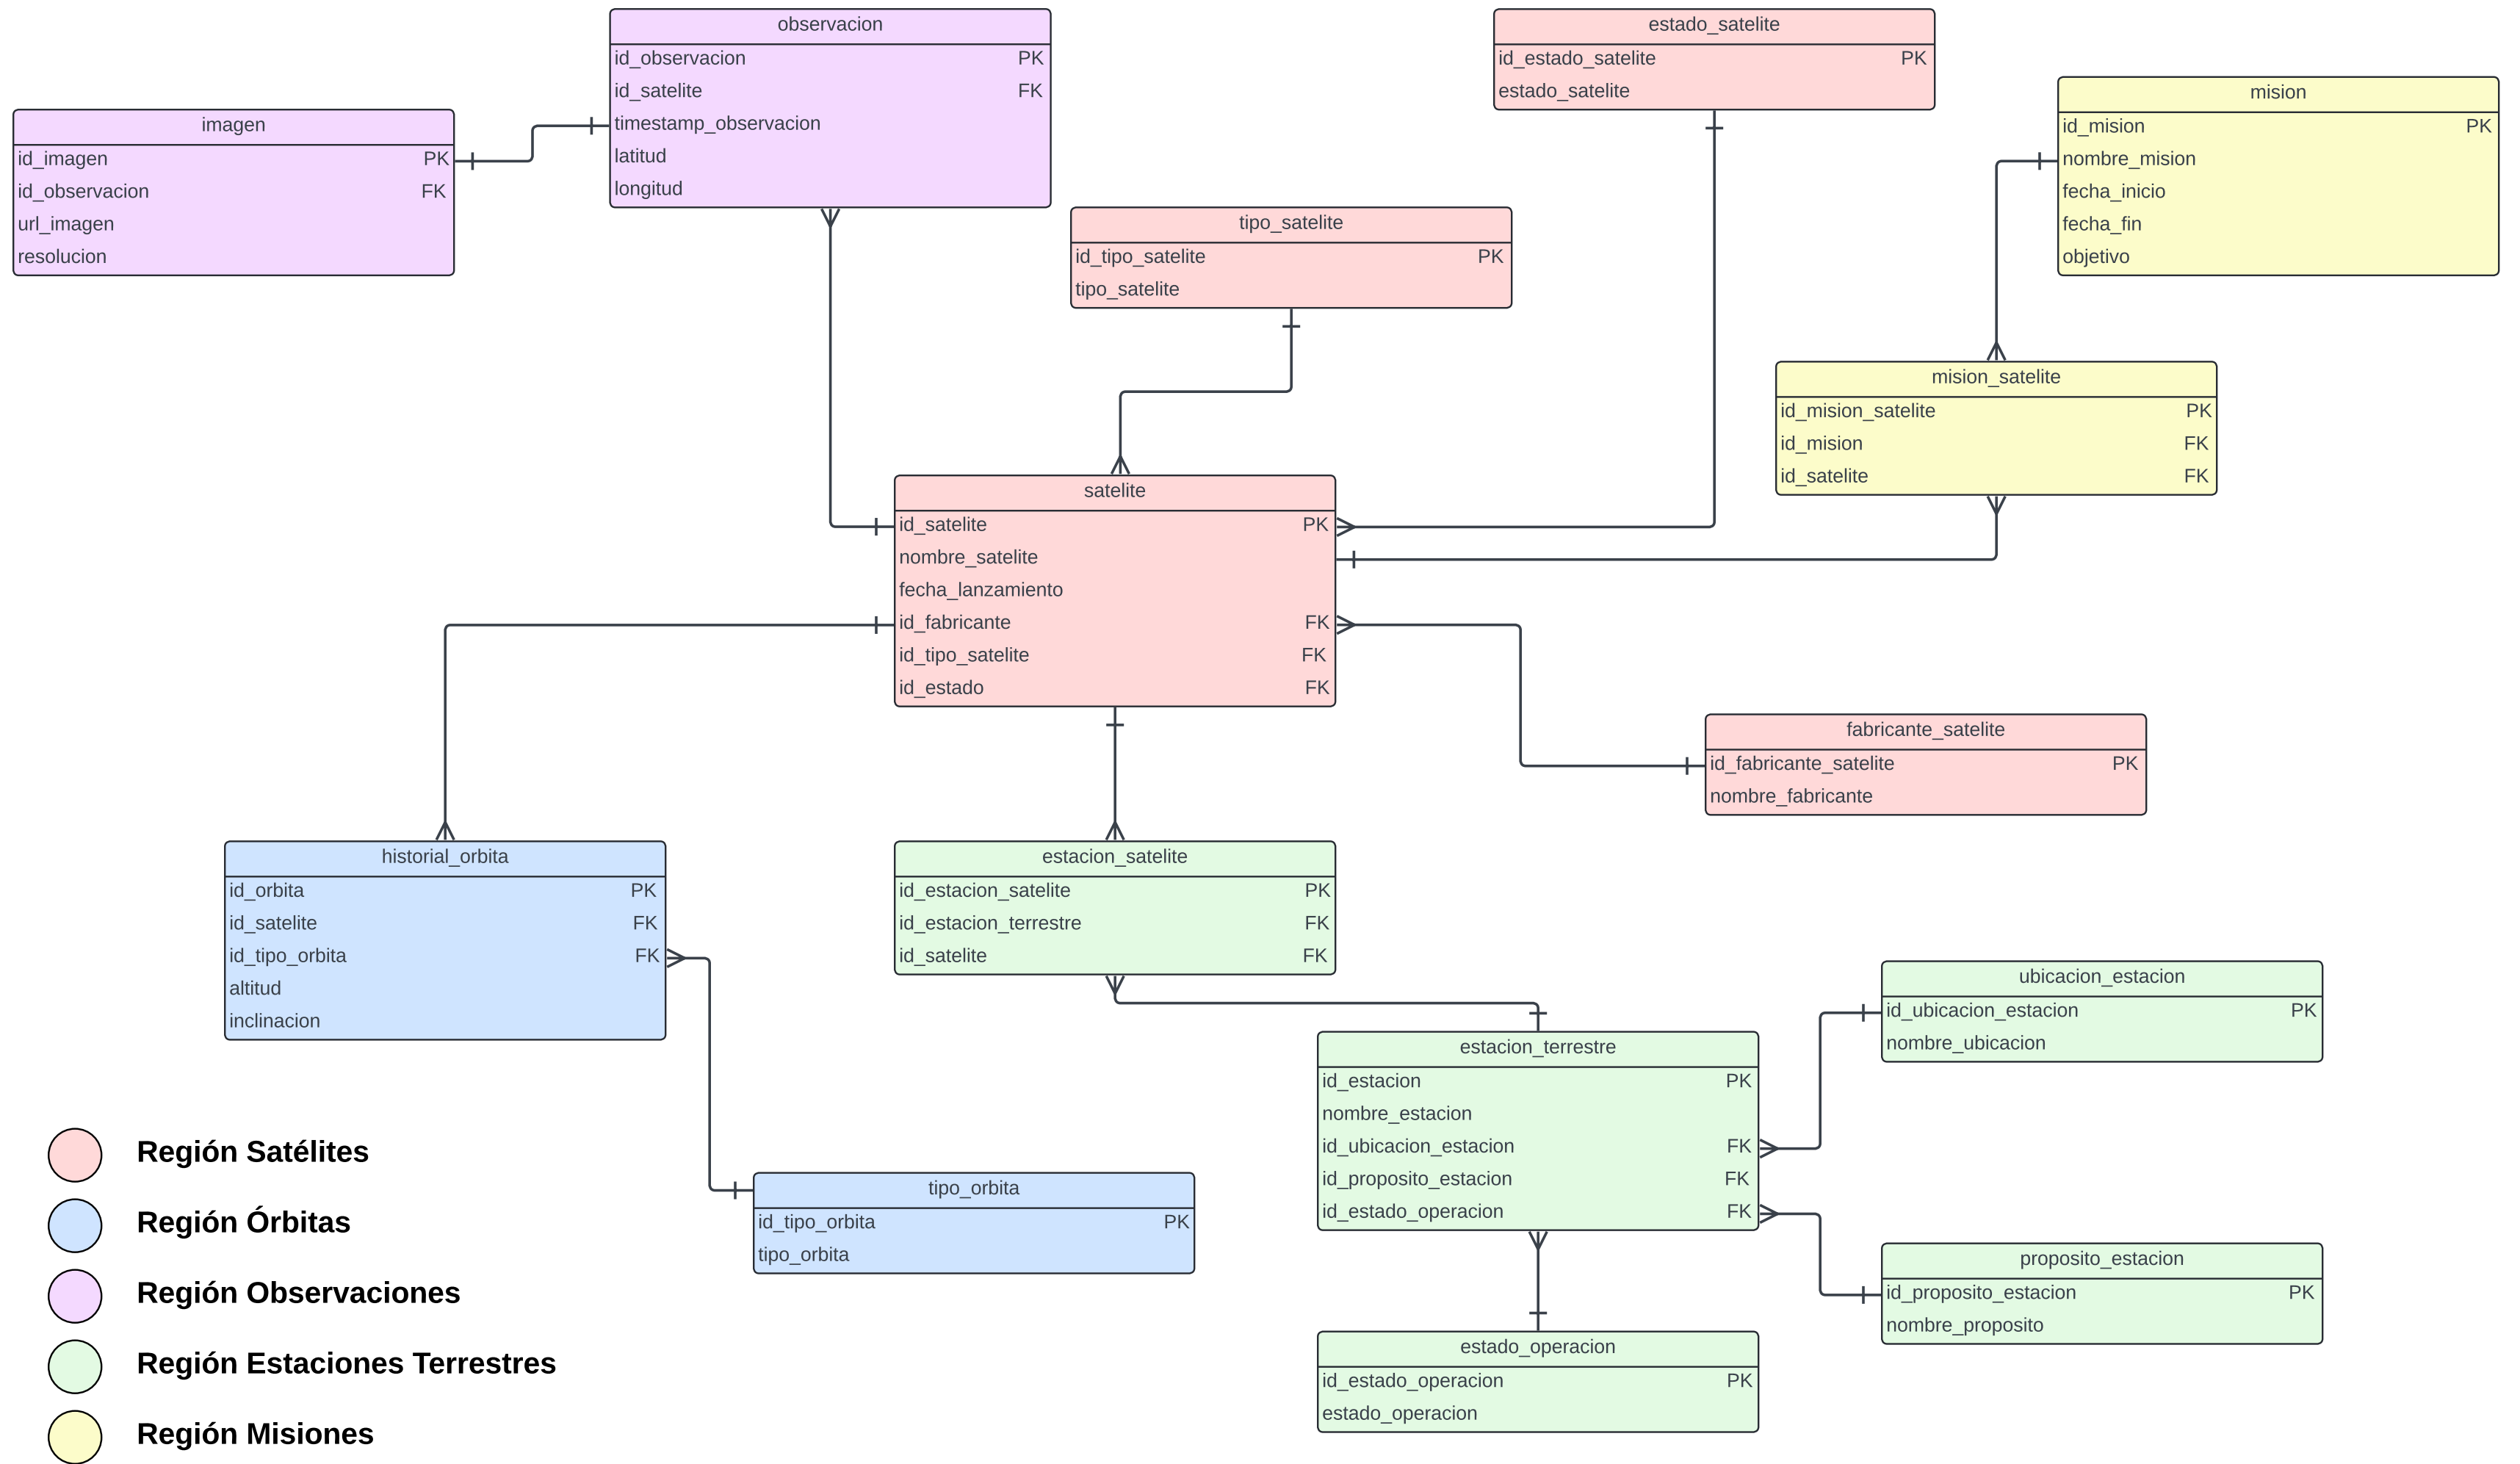 observacion
id_observacion PK
id_satelite FK
timestamp_observacion
latitud
longitud
estado_satelite
id_estado_satelite PK
estado_satelite
mision
id_mision PK
nombre_mision
fecha_inicio
fecha_fin
objetivo
imagen
id_imagen PK
id_observacion FK
url_imagen
resolucion
tipo_satelite
id_tipo_satelite PK
tipo_satelite
mision_satelite
id_mision_satelite PK
id_mision FK
id_satelite FK
satelite
id_satelite PK
nombre_satelite
fecha_lanzamiento
id_fabricante FK
id_tipo_satelite FK
id_estado FK
fabricante_satelite
id_fabricante_satelite PK
nombre_fabricante
historial_orbita
id_orbita PK
id_satelite FK
id_tipo_orbita FK
altitud
inclinacion
estacion_satelite
id_estacion_satelite PK
id_estacion_terrestre FK
id_satelite FK
ubicacion_estacion
id_ubicacion_estacion PK
nombre_ubicacion
estacion_terrestre
id_estacion PK
nombre_estacion
id_ubicacion_estacion FK
id_proposito_estacion FK
id_estado_operacion FK
tipo_orbita
id_tipo_orbita PK
tipo_orbita
proposito_estacion
id_proposito_estacion PK
nombre_proposito
estado_operacion
id_estado_operacion PK
estado_operacion
Región Satélites
Región Órbitas
Región Observaciones
Región Estaciones Terrestres
Región Misiones